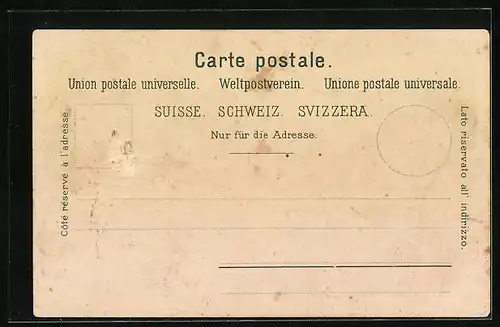 Carte postale.
Union postale universelle. Weltpostverein. Unione postale universale.
SUISSE. SCHWEIZ. SVIZZERA.
Nur für die Adresse.
Côté réservé à l'adresse.
Lato riservato all' indirizzo.